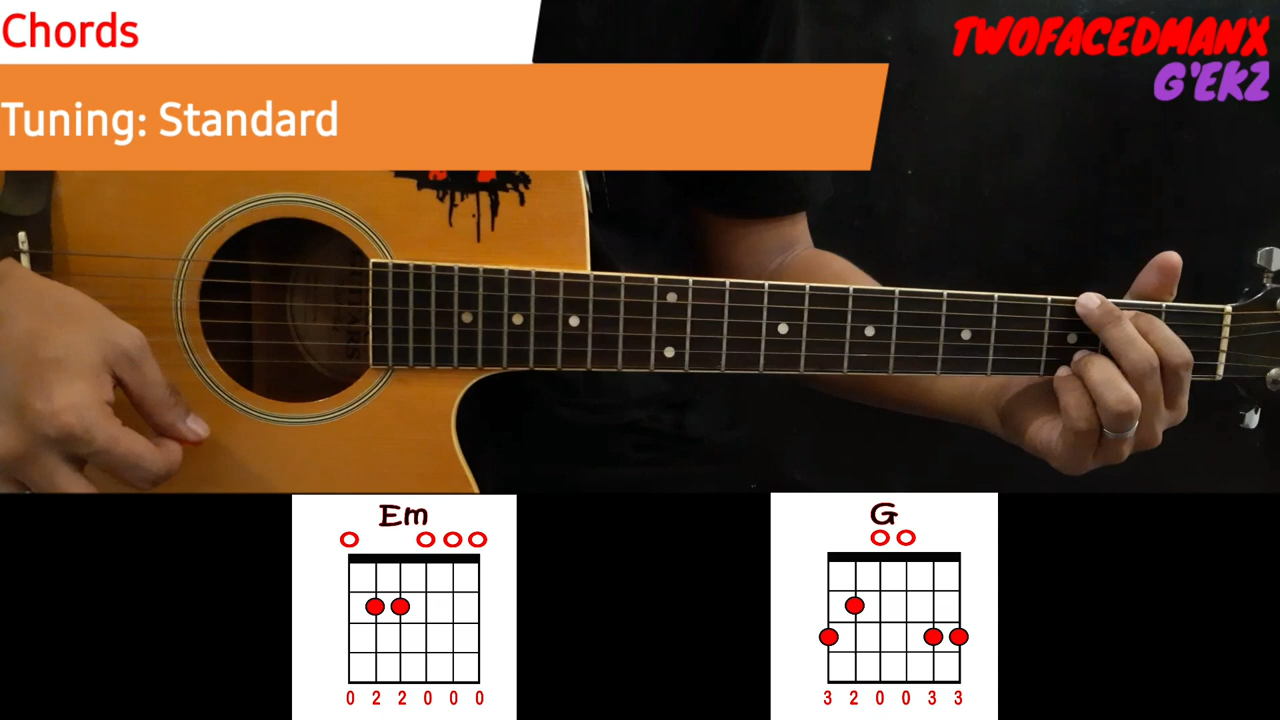 Chords
TWOFACEDMANX
G'EKZ
Tuning: Standard
Em
0 2 2 0 0 0
G
3 2 0 0 3 3